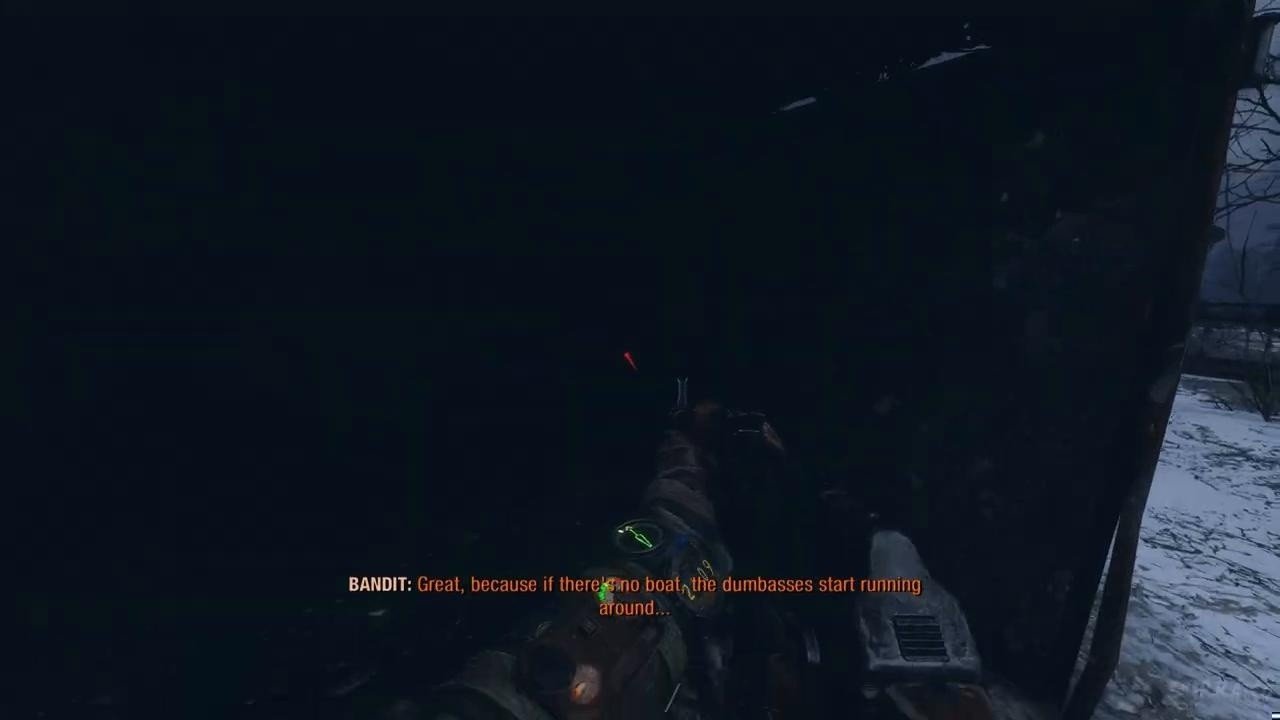 BANDIT: Great, because if there's no boat, the dumbasses start running
around...